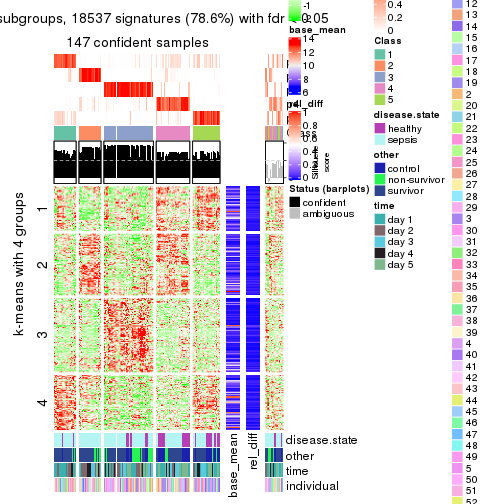 subgroups, 18537 signatures (78.6%) with fdr < 0.05
147 confident samples
k-means with 4 groups
1
2
3
4
base_mean
rel_diff
disease.state
other
time
individual
-1
base_mean
14
12
10
8
6
rel_diff
1
0.8
0.6
0.4
0.2
0
Silhouette
score
Status (barplots)
confident
ambiguous
0.4
0.2
0
Class
1
2
3
4
5
disease.state
healthy
sepsis
other
control
non-survivor
survivor
time
day 1
day 2
day 3
day 4
day 5
12
13
14
15
16
17
18
19
2
20
21
22
23
24
25
26
27
28
29
3
30
31
32
33
34
35
36
37
38
39
4
40
41
42
43
44
45
46
47
48
49
5
50
51
52